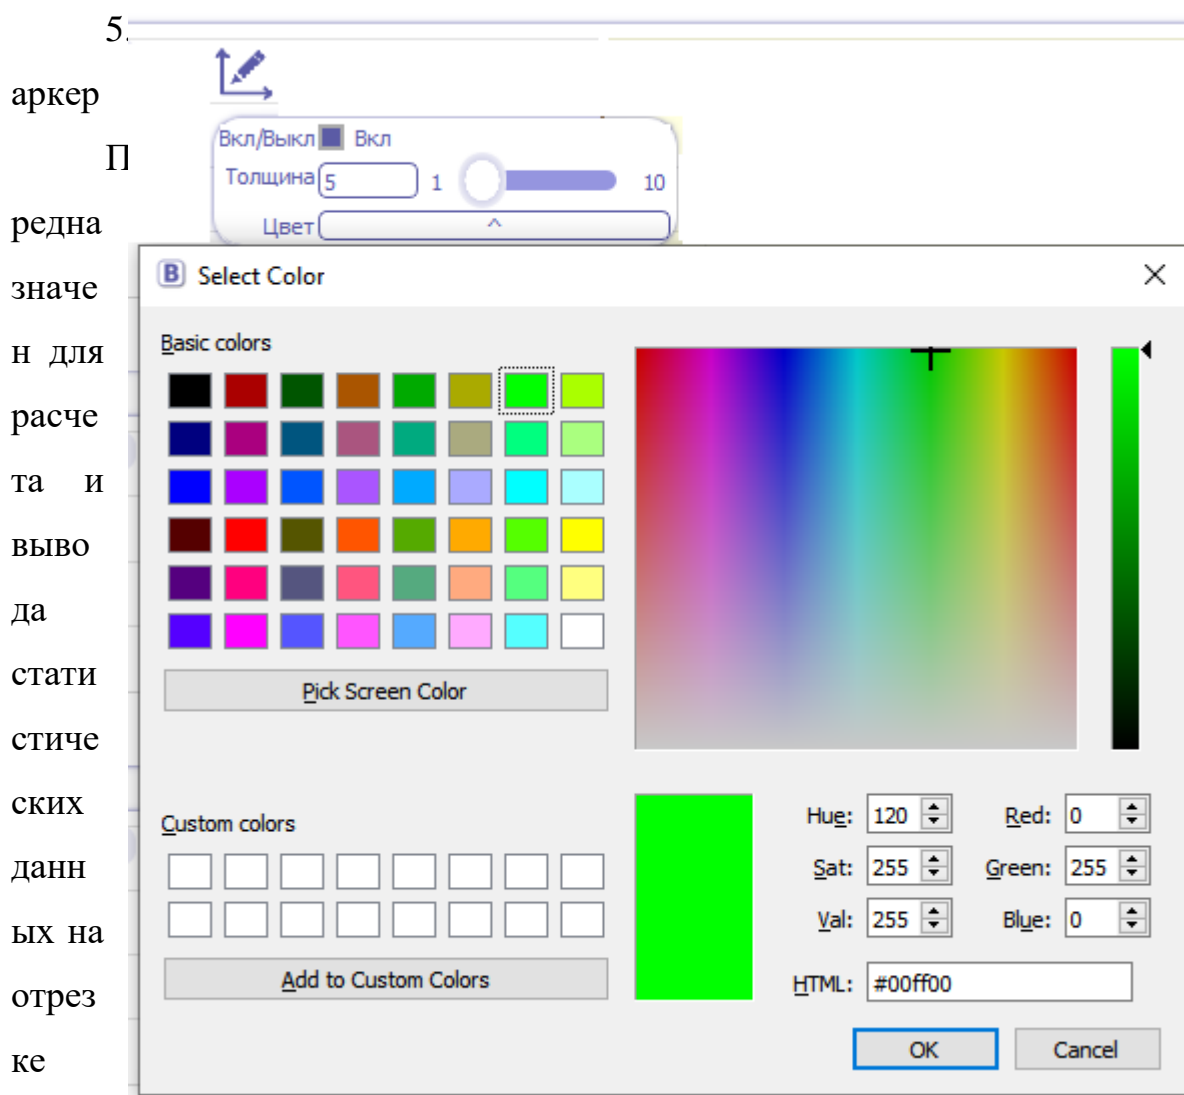 5.
аркер
Вкл/Выкл Вкл
П
Толщина 5 1 10
редна
Цвет ^
B Select Color
значе
Basic colors
н для
расче
та и
выво
да
стати
Pick Screen Color
стиче
ских
Custom colors
Hue: 120 Red: 0
данн
Sat: 255 Green: 255
ых на
Val: 255 Blue: 0
отрез
Add to Custom Colors
HTML: #00ff00
ке
OK Cancel